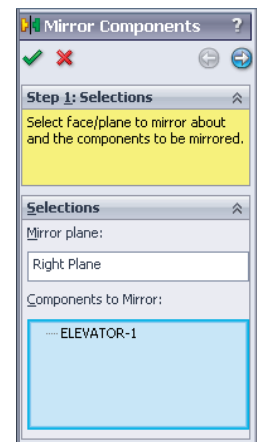 Mirror Components ?
Step 1: Selections
Select face/plane to mirror about
and the components to be mirrored.
Selections
Mirror plane:
Right Plane
Components to Mirror:
ELEVATOR-1